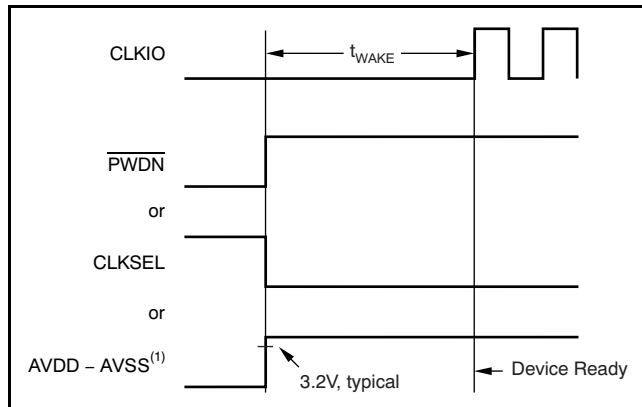 CLKIO
tWAKE
PWDN
or
CLKSEL
or
AVDD – AVSS(1)
3.2V, typical
Device Ready